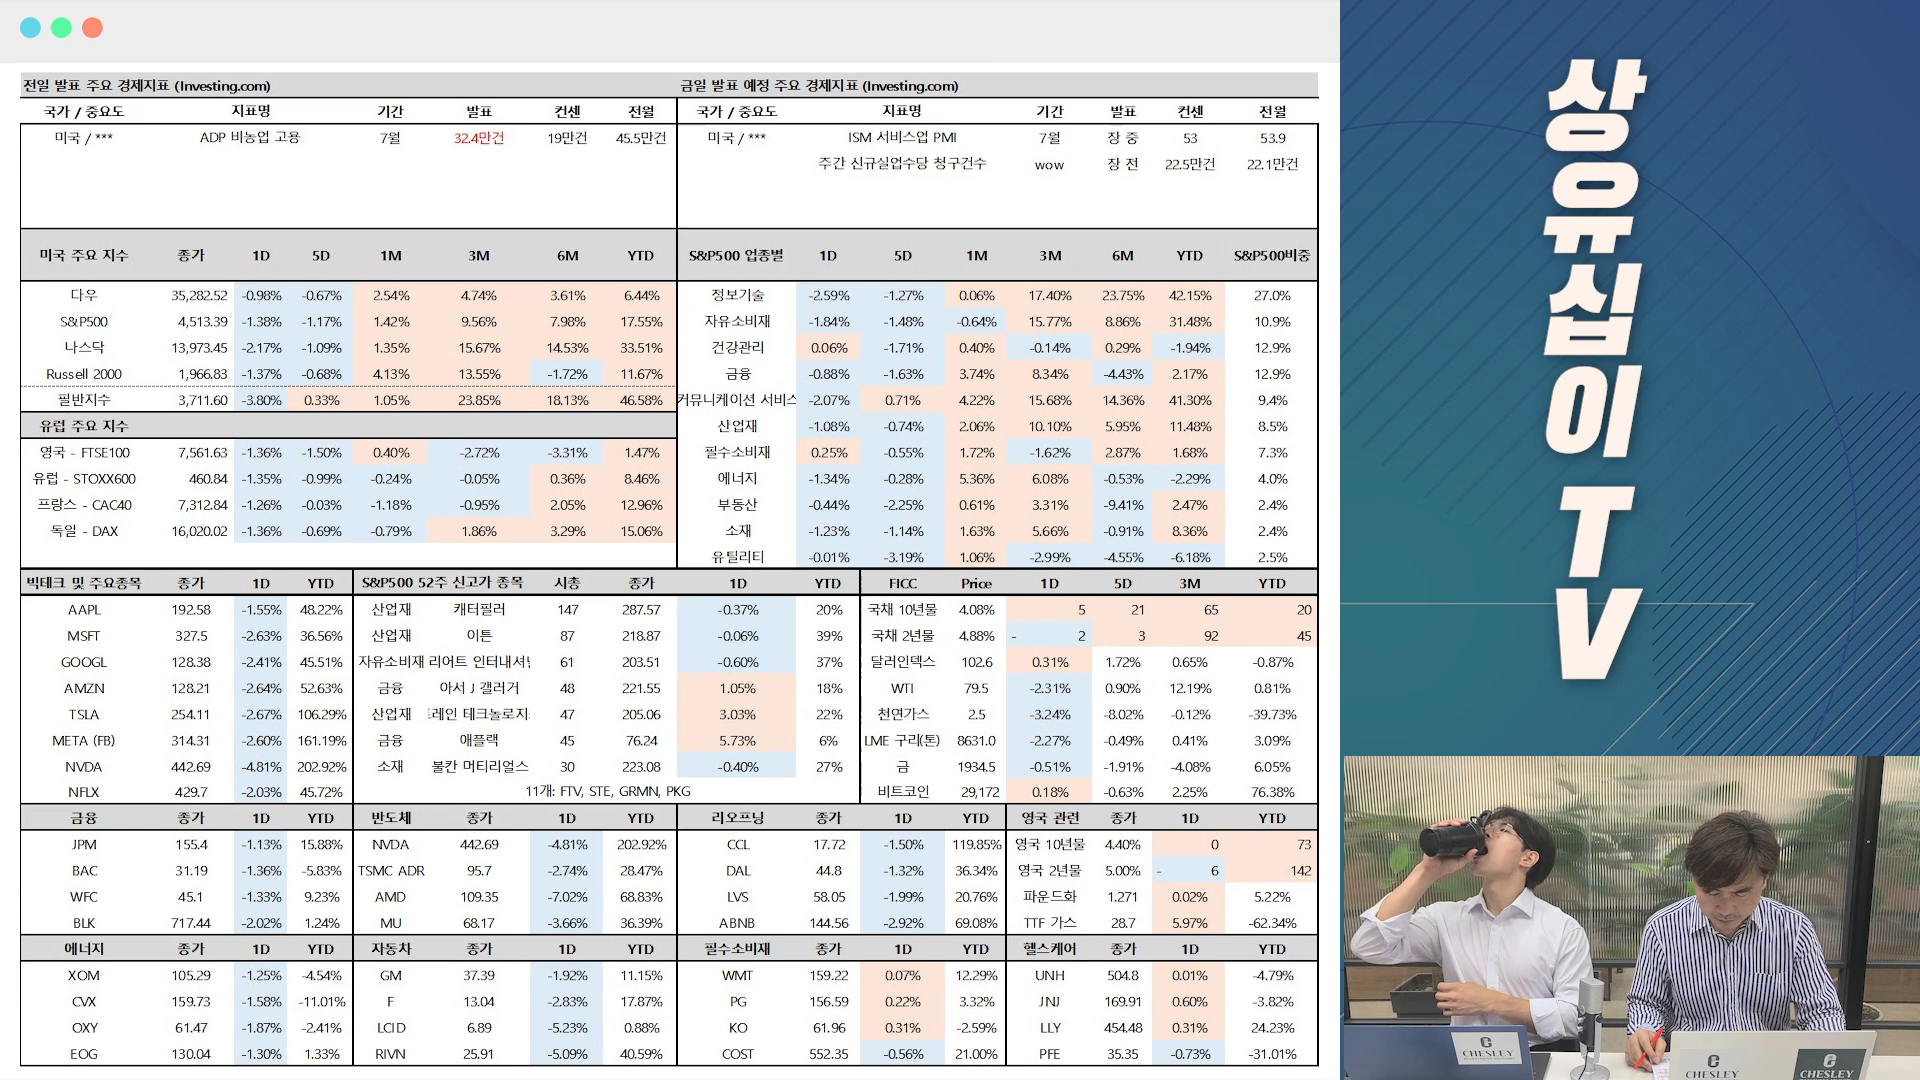 전일 발표 주요 경제지표 (Investing.com)
국가 / 중요도 지표명 기간 발표 컨센 전월
미국 / *** ADP 비농업 고용 7월 32.4만건 19만건 45.5만건
금일 발표 예정 주요 경제지표 (Investing.com)
국가 / 중요도 지표명 기간 발표 컨센 전월
미국 / *** ISM 서비스업 PMI 7월 장 중 53 53.9
주간 신규실업수당 청구건수 wow 장 전 22.5만건 22.1만건
미국 주요 지수 종가 1D 5D 1M 3M 6M YTD
다우 35,282.52 -0.98% -0.67% 2.54% 4.74% 3.61% 6.44%
S&P500 4,513.39 -1.38% -1.17% 1.42% 9.56% 7.98% 17.55%
나스닥 13,973.45 -2.17% -1.09% 1.35% 15.67% 14.53% 33.51%
Russell 2000 1,966.83 -1.37% -0.68% 4.13% 13.55% -1.72% 11.67%
필반지수 3,711.60 -3.80% 0.33% 1.05% 23.85% 18.13% 46.58%
유럽 주요 지수
영국 - FTSE100 7,561.63 -1.36% -1.50% 0.40% -2.72% -3.31% 1.47%
유럽 - STOXX600 460.84 -1.35% -0.99% -0.24% -0.05% 0.36% 8.46%
프랑스 - CAC40 7,312.84 -1.26% -0.03% -1.18% -0.95% 2.05% 12.96%
독일 - DAX 16,020.02 -1.36% -0.69% -0.79% 1.86% 3.29% 15.06%
S&P500 업종별 1D 5D 1M 3M 6M YTD S&P500비중
정보기술 -2.59% -1.27% 0.06% 17.40% 23.75% 42.15% 27.0%
자유소비재 -1.84% -1.48% -0.64% 15.77% 8.86% 31.48% 10.9%
건강관리 0.06% -1.71% 0.40% -0.14% 0.29% -1.94% 12.9%
금융 -0.88% -1.63% 3.74% 8.34% -4.43% 2.17% 12.9%
커뮤니케이션 서비스 -2.07% 0.71% 4.22% 15.68% 14.36% 41.30% 9.4%
산업재 -1.08% -0.74% 2.06% 10.10% 5.95% 11.48% 8.5%
필수소비재 0.25% -0.55% 1.72% -1.62% 2.87% 1.68% 7.3%
에너지 -1.34% -0.28% 5.36% 6.08% -0.53% -2.29% 4.0%
부동산 -0.44% -2.25% 0.61% 3.31% -9.41% 2.47% 2.4%
소재 -1.23% -1.14% 1.63% 5.66% -0.91% 8.36% 2.4%
유틸리티 -0.01% -3.19% 1.06% -2.99% -4.55% -6.18% 2.5%
빅테크 및 주요종목 종가 1D YTD
AAPL 192.58 -1.55% 48.22%
MSFT 327.5 -2.63% 36.56%
GOOGL 128.38 -2.41% 45.51%
AMZN 128.21 -2.64% 52.63%
TSLA 254.11 -2.67% 106.29%
META (FB) 314.31 -2.60% 161.19%
NVDA 442.69 -4.81% 202.92%
NFLX 429.7 -2.03% 45.72%
S&P500 52주 신고가 종목 시총 종가 1D YTD
산업재 캐터필러 147 287.57 -0.37% 20%
산업재 이튼 87 218.87 -0.06% 39%
자유소비재 리어트 인터내셔널 61 203.51 -0.60% 37%
금융 아서 J 갤러거 48 221.55 1.05% 18%
산업재 레인 테크놀로지 47 205.06 3.03% 22%
금융 애플랙 45 76.24 5.73% 6%
소재 불칸 머티리얼스 30 223.08 -0.40% 27%
11개: FTV, STE, GRMN, PKG
FICC Price 1D 5D 3M YTD
국채 10년물 4.08% 5 21 65 20
국채 2년물 4.88% - 2 3 92 45
달러인덱스 102.6 0.31% 1.72% 0.65% -0.87%
WTI 79.5 -2.31% 0.90% 12.19% 0.81%
천연가스 2.5 -3.24% -8.02% -0.12% -39.73%
LME 구리(톤) 8631.0 -2.27% -0.49% 0.41% 3.09%
금 1934.5 -0.51% -1.91% -4.08% 6.05%
비트코인 29,172 0.18% -0.63% 2.25% 76.38%
금융 종가 1D YTD
JPM 155.4 -1.13% 15.88%
BAC 31.19 -1.36% -5.83%
WFC 45.1 -1.33% 9.23%
BLK 717.44 -2.02% 1.24%
반도체 종가 1D YTD
NVDA 442.69 -4.81% 202.92%
TSMC ADR 95.7 -2.74% 28.47%
AMD 109.35 -7.02% 68.83%
MU 68.17 -3.66% 36.39%
리오프닝 종가 1D YTD
CCL 17.72 -1.50% 119.85%
DAL 44.8 -1.32% 36.34%
LVS 58.05 -1.99% 20.76%
ABNB 144.56 -2.92% 69.08%
영국 관련 종가 1D YTD
영국 10년물 4.40% 0 73
영국 2년물 5.00% - 6 142
파운드화 1.271 0.02% 5.22%
TTF 가스 28.7 5.97% -62.34%
에너지 종가 1D YTD
XOM 105.29 -1.25% -4.54%
CVX 159.73 -1.58% -11.01%
OXY 61.47 -1.87% -2.41%
EOG 130.04 -1.30% 1.33%
자동차 종가 1D YTD
GM 37.39 -1.92% 11.15%
F 13.04 -2.83% 17.87%
LCID 6.89 -5.23% 0.88%
RIVN 25.91 -5.09% 40.59%
필수소비재 종가 1D YTD
WMT 159.22 0.07% 12.29%
PG 156.59 0.22% 3.32%
KO 61.96 0.31% -2.59%
COST 552.35 -0.56% 21.00%
헬스케어 종가 1D YTD
UNH 504.8 0.01% -4.79%
JNJ 169.91 0.60% -3.82%
LLY 454.48 0.31% 24.23%
PFE 35.35 -0.73% -31.01%
상유십이 TV
CHESLEY
CHESLEY
CHESLEY